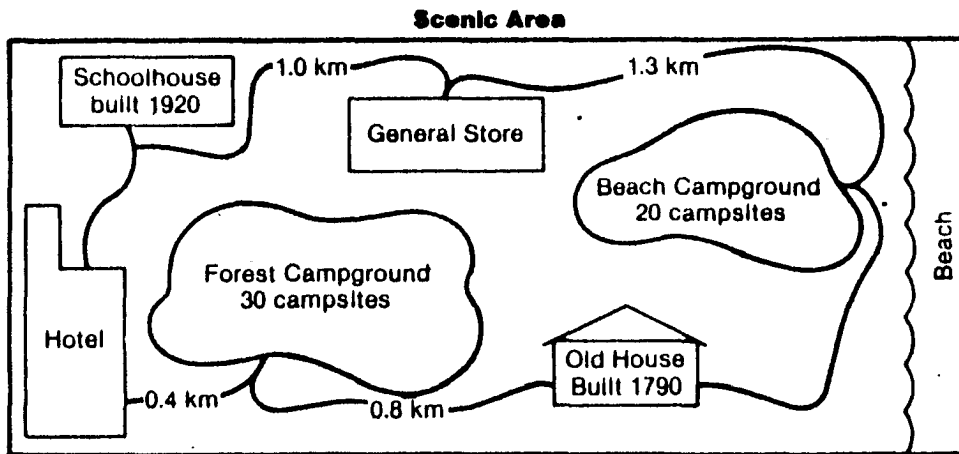 Scenic Area
Schoolhouse
built 1920
1.0 km
1.3 km
General Store
Beach Campground
20 campsites
Beach
Forest Campground
30 campsites
Hotel
Old House
Built 1790
0.4 km
0.8 km